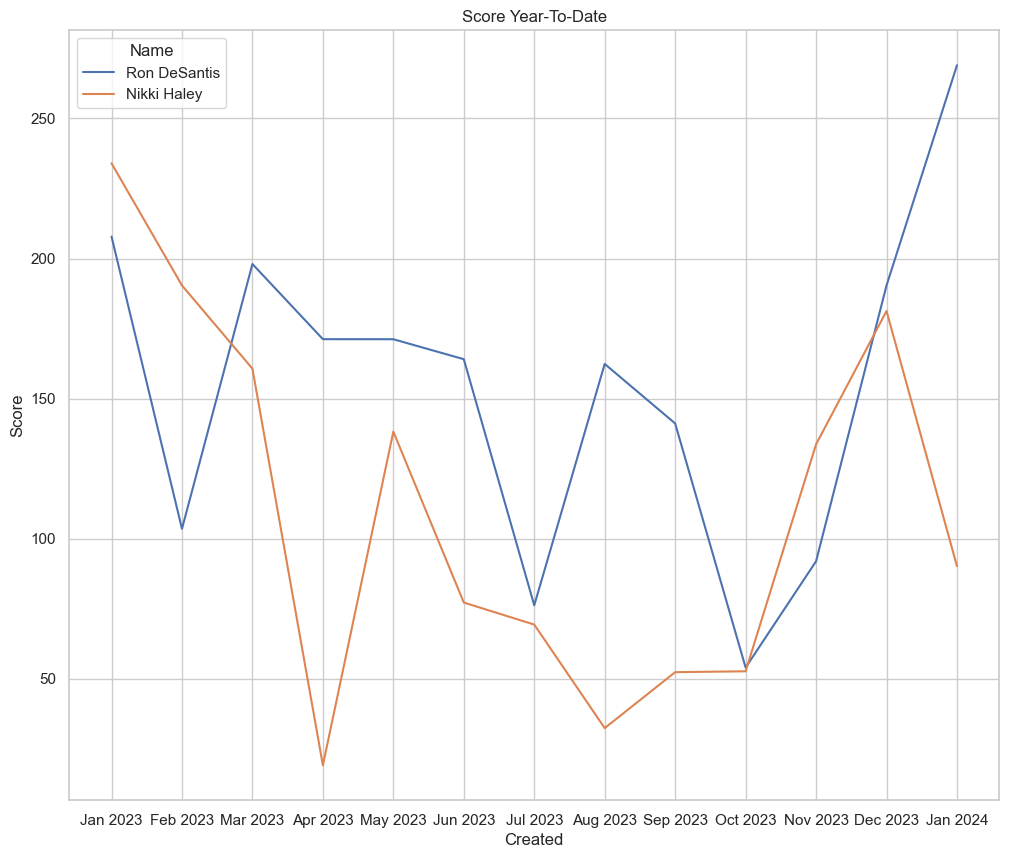 Score Year-To-Date
Name
Ron DeSantis
Nikki Haley
250
200
150
100
50
Score
Jan 2023 Feb 2023 Mar 2023 Apr 2023 May 2023 Jun 2023 Jul 2023 Aug 2023 Sep 2023 Oct 2023 Nov 2023 Dec 2023 Jan 2024
Created